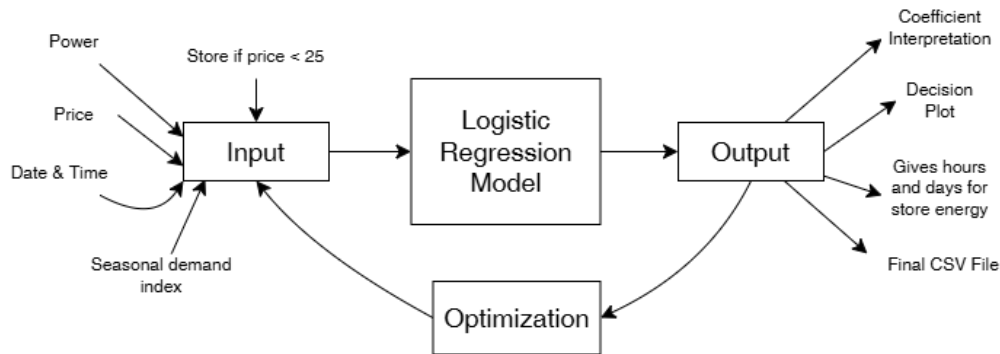 Power
Store if price < 25
Price
Date & Time
Seasonal demand
index
Input
Logistic
Regression
Model
Output
Optimization
Coefficient
Interpretation
Decision
Plot
Gives hours
and days for
store energy
Final CSV File